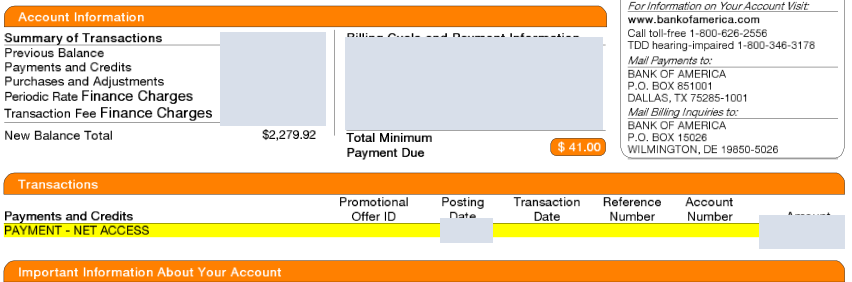 Account Information
Summary of Transactions
Previous Balance
Payments and Credits
Purchases and Adjustments
Periodic Rate Finance Charges
Transaction Fee Finance Charges
New Balance Total $2,279.92
Billing Cycle and Payment Information
Total Minimum
Payment Due $ 41.00
For Information on Your Account Visit:
www.bankofamerica.com
Call toll-free 1-800-626-2556
TDD hearing-impaired 1-800-346-3178
Mail Payments to:
BANK OF AMERICA
P.O. BOX 851001
DALLAS, TX 75285-1001
Mail Billing Inquiries to:
BANK OF AMERICA
P.O. BOX 15026
WILMINGTON, DE 19850-5026
Transactions
Promotional Posting Transaction Reference Account
Payments and Credits Offer ID Date Date Number Number Amount
PAYMENT - NET ACCESS
Important Information About Your Account